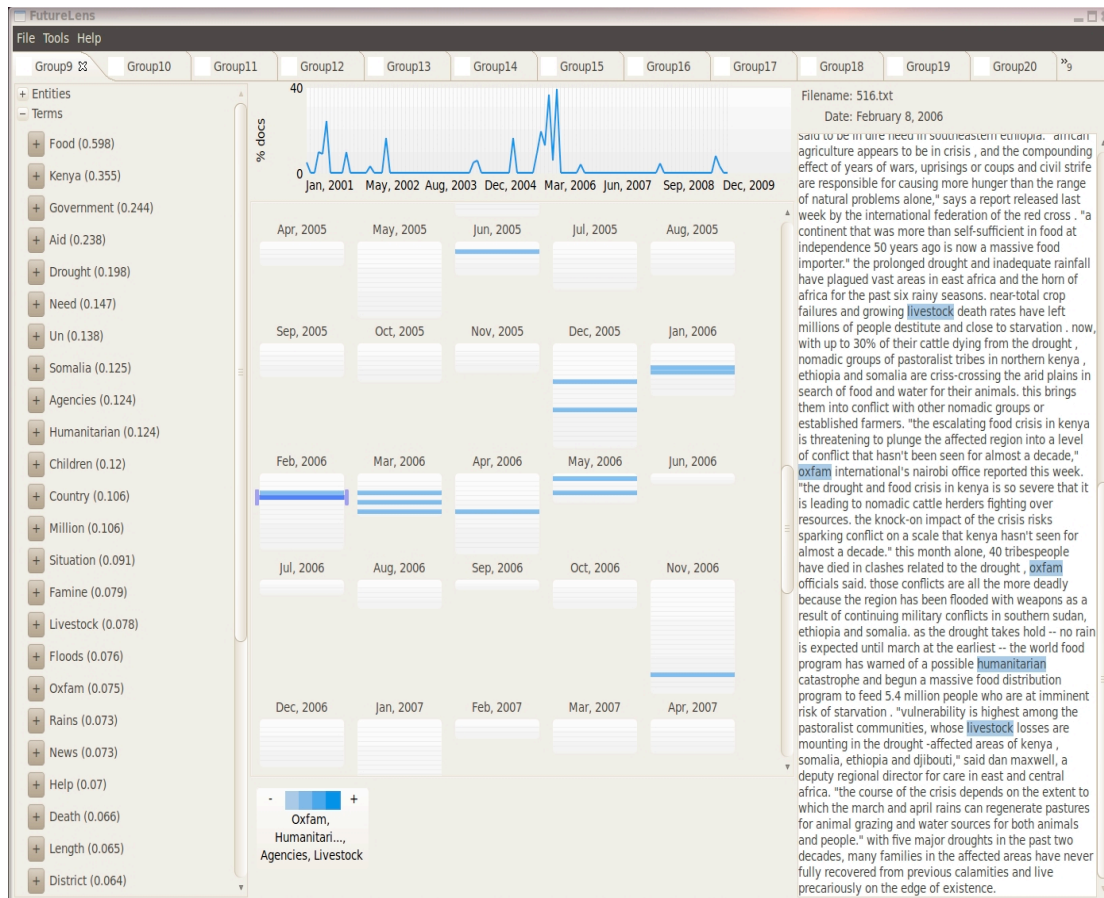 FutureLens
File Tools Help
Group9 Group10 Group11 Group12 Group13 Group14 Group15 Group16 Group17 Group18 Group19 Group20 »9
+ Entities
- Terms
+ Food (0.598)
+ Kenya (0.355)
+ Government (0.244)
+ Aid (0.238)
+ Drought (0.198)
+ Need (0.147)
+ Un (0.138)
+ Somalia (0.125)
+ Agencies (0.124)
+ Humanitarian (0.124)
+ Children (0.12)
+ Country (0.106)
+ Million (0.106)
+ Situation (0.091)
+ Famine (0.079)
+ Livestock (0.078)
+ Floods (0.076)
+ Oxfam (0.075)
+ Rains (0.073)
+ News (0.073)
+ Help (0.07)
+ Death (0.066)
+ Length (0.065)
+ District (0.064)
40
% docs
0
Jan, 2001 May, 2002 Aug, 2003 Dec, 2004 Mar, 2006 Jun, 2007 Sep, 2008 Dec, 2009
Apr, 2005 May, 2005 Jun, 2005 Jul, 2005 Aug, 2005
Sep, 2005 Oct, 2005 Nov, 2005 Dec, 2005 Jan, 2006
Feb, 2006 Mar, 2006 Apr, 2006 May, 2006 Jun, 2006
Jul, 2006 Aug, 2006 Sep, 2006 Oct, 2006 Nov, 2006
Dec, 2006 Jan, 2007 Feb, 2007 Mar, 2007 Apr, 2007
- +
Oxfam,
Humanitari...,
Agencies, Livestock
Filename: 516.txt
Date: February 8, 2006
said to be in dire need in southeastern ethiopia. "african
agriculture appears to be in crisis , and the compounding
effect of years of wars, uprisings or coups and civil strife
are responsible for causing more hunger than the range
of natural problems alone," says a report released last
week by the international federation of the red cross . "a
continent that was more than self-sufficient in food at
independence 50 years ago is now a massive food
importer." the prolonged drought and inadequate rainfall
have plagued vast areas in east africa and the horn of
africa for the past six rainy seasons. near-total crop
failures and growing livestock death rates have left
millions of people destitute and close to starvation . now,
with up to 30% of their cattle dying from the drought ,
nomadic groups of pastoralist tribes in northern kenya ,
ethiopia and somalia are criss-crossing the arid plains in
search of food and water for their animals. this brings
them into conflict with other nomadic groups or
established farmers. "the escalating food crisis in kenya
is threatening to plunge the affected region into a level
of conflict that hasn't been seen for almost a decade,"
oxfam international's nairobi office reported this week.
"the drought and food crisis in kenya is so severe that it
is leading to nomadic cattle herders fighting over
resources. the knock-on impact of the crisis risks
sparking conflict on a scale that kenya hasn't seen for
almost a decade." this month alone, 40 tribespeople
have died in clashes related to the drought , oxfam
officials said. those conflicts are all the more deadly
because the region has been flooded with weapons as a
result of continuing military conflicts in southern sudan,
ethiopia and somalia. as the drought takes hold -- no rain
is expected until march at the earliest -- the world food
program has warned of a possible humanitarian
catastrophe and begun a massive food distribution
program to feed 5.4 million people who are at imminent
risk of starvation . "vulnerability is highest among the
pastoralist communities, whose livestock losses are
mounting in the drought -affected areas of kenya ,
somalia, ethiopia and djibouti," said dan maxwell, a
deputy regional director for care in east and central
africa. "the course of the crisis depends on the extent to
which the march and april rains can regenerate pastures
for animal grazing and water sources for both animals
and people." with five major droughts in the past two
decades, many families in the affected areas have never
fully recovered from previous calamities and live
precariously on the edge of existence.